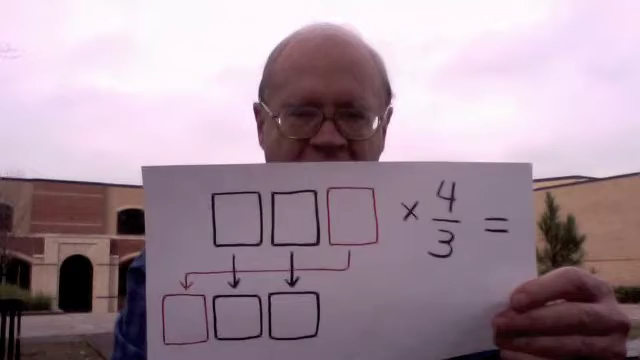 × 4/3 =